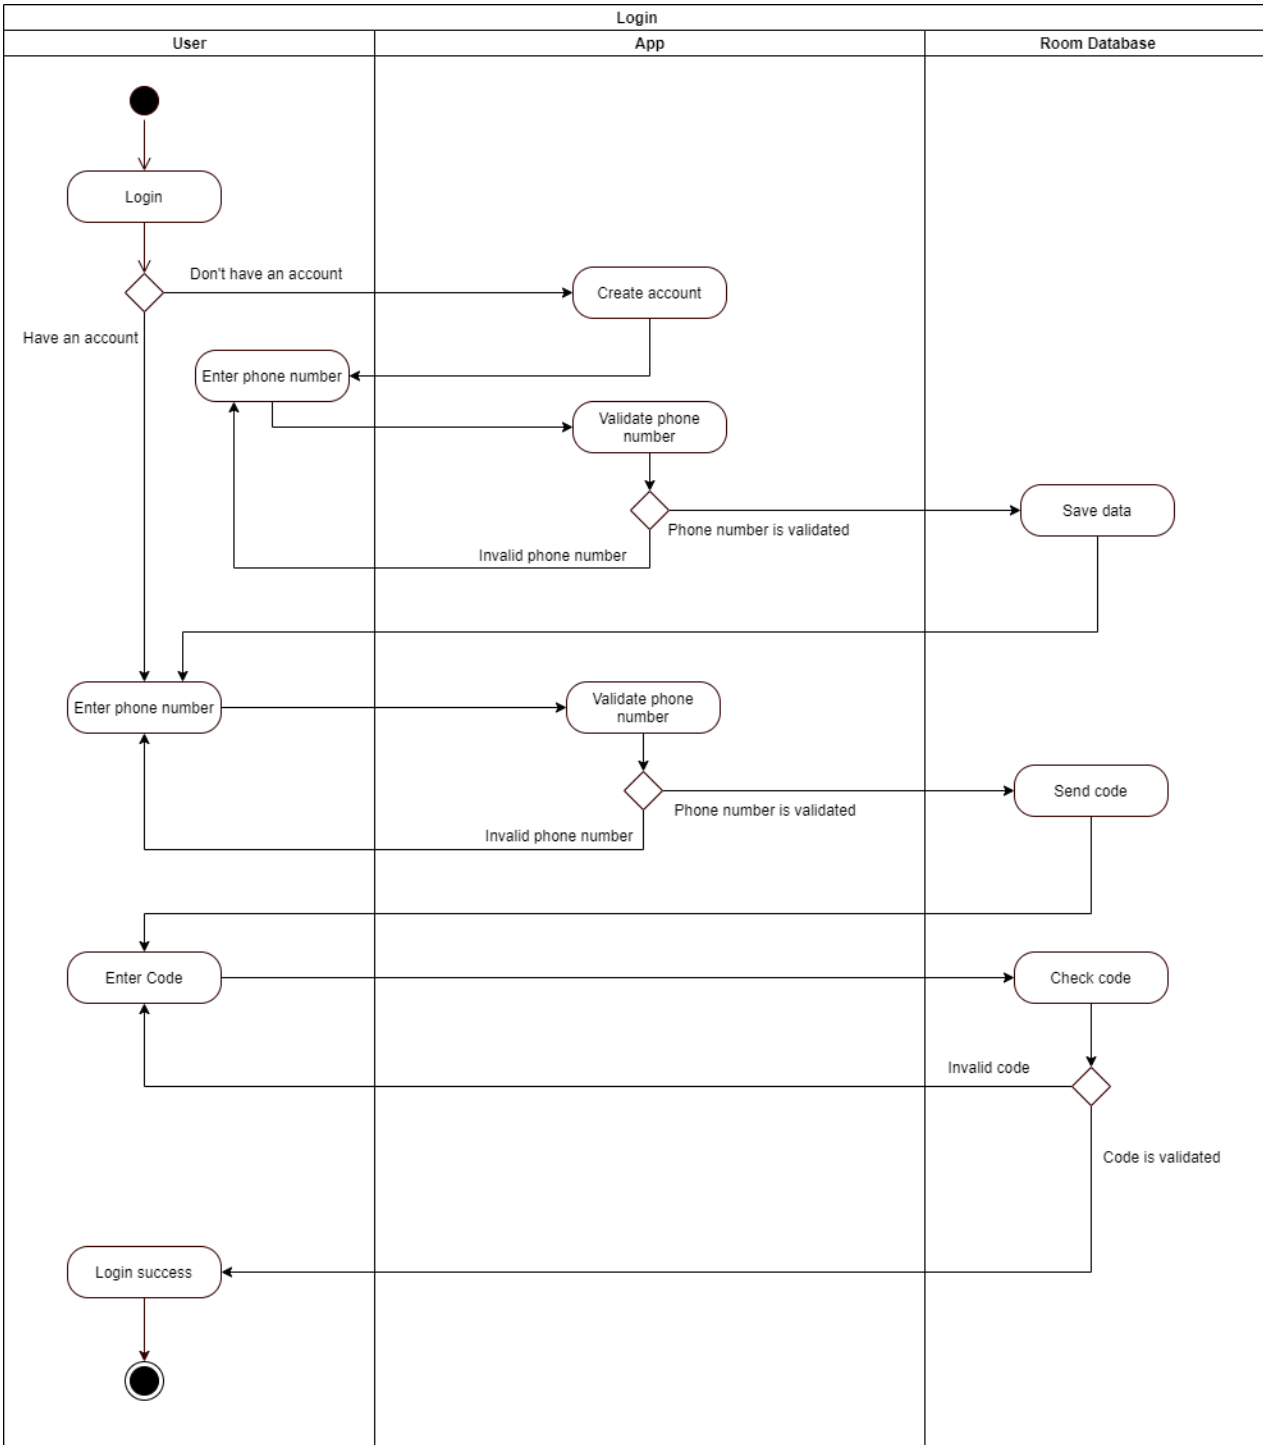 Login
User
App
Room Database
Login
Don't have an account
Create account
Have an account
Enter phone number
Validate phone
number
Save data
Phone number is validated
Invalid phone number
Enter phone number
Validate phone
number
Send code
Phone number is validated
Invalid phone number
Enter Code
Check code
Invalid code
Code is validated
Login success